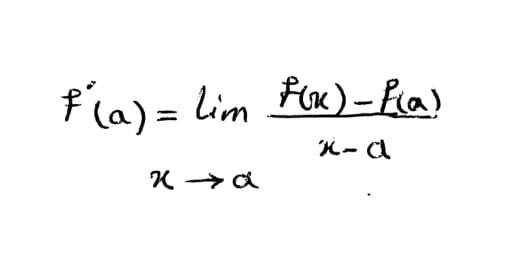 f'(a) = lim f(x) - f(a)
x - a
x → a